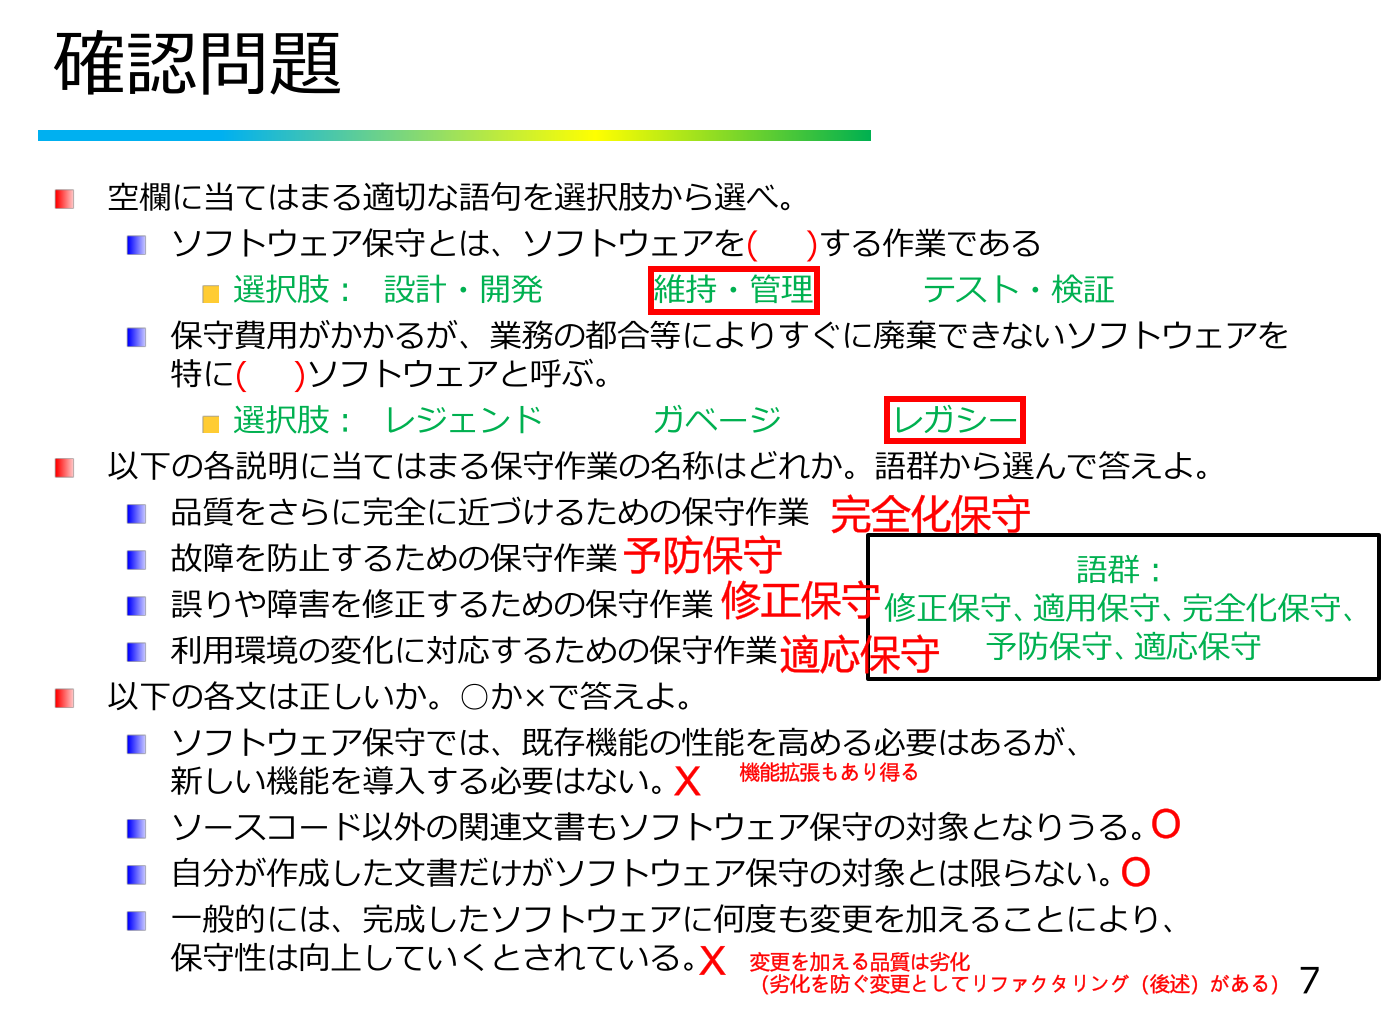 確認問題
空欄に当てはまる適切な語句を選択肢から選べ。
ソフトウェア保守とは、ソフトウェアを(　)する作業である
選択肢： 設計・開発 維持・管理 テスト・検証
保守費用がかかるが、業務の都合等によりすぐに廃棄できないソフトウェアを
特に(　)ソフトウェアと呼ぶ。
選択肢： レジェンド ガベージ レガシー
以下の各説明に当てはまる保守作業の名称はどれか。語群から選んで答えよ。
品質をさらに完全に近づけるための保守作業 完全化保守
故障を防止するための保守作業 予防保守
誤りや障害を修正するための保守作業 修正保守
利用環境の変化に対応するための保守作業 適応保守
語群：
修正保守、適用保守、完全化保守、
予防保守、適応保守
以下の各文は正しいか。○か×で答えよ。
ソフトウェア保守では、既存機能の性能を高める必要はあるが、
新しい機能を導入する必要はない。X 機能拡張もあり得る
ソースコード以外の関連文書もソフトウェア保守の対象となりうる。O
自分が作成した文書だけがソフトウェア保守の対象とは限らない。O
一般的には、完成したソフトウェアに何度も変更を加えることにより、
保守性は向上していくとされている。X 変更を加える品質は劣化
（劣化を防ぐ変更としてリファクタリング（後述）がある）
7